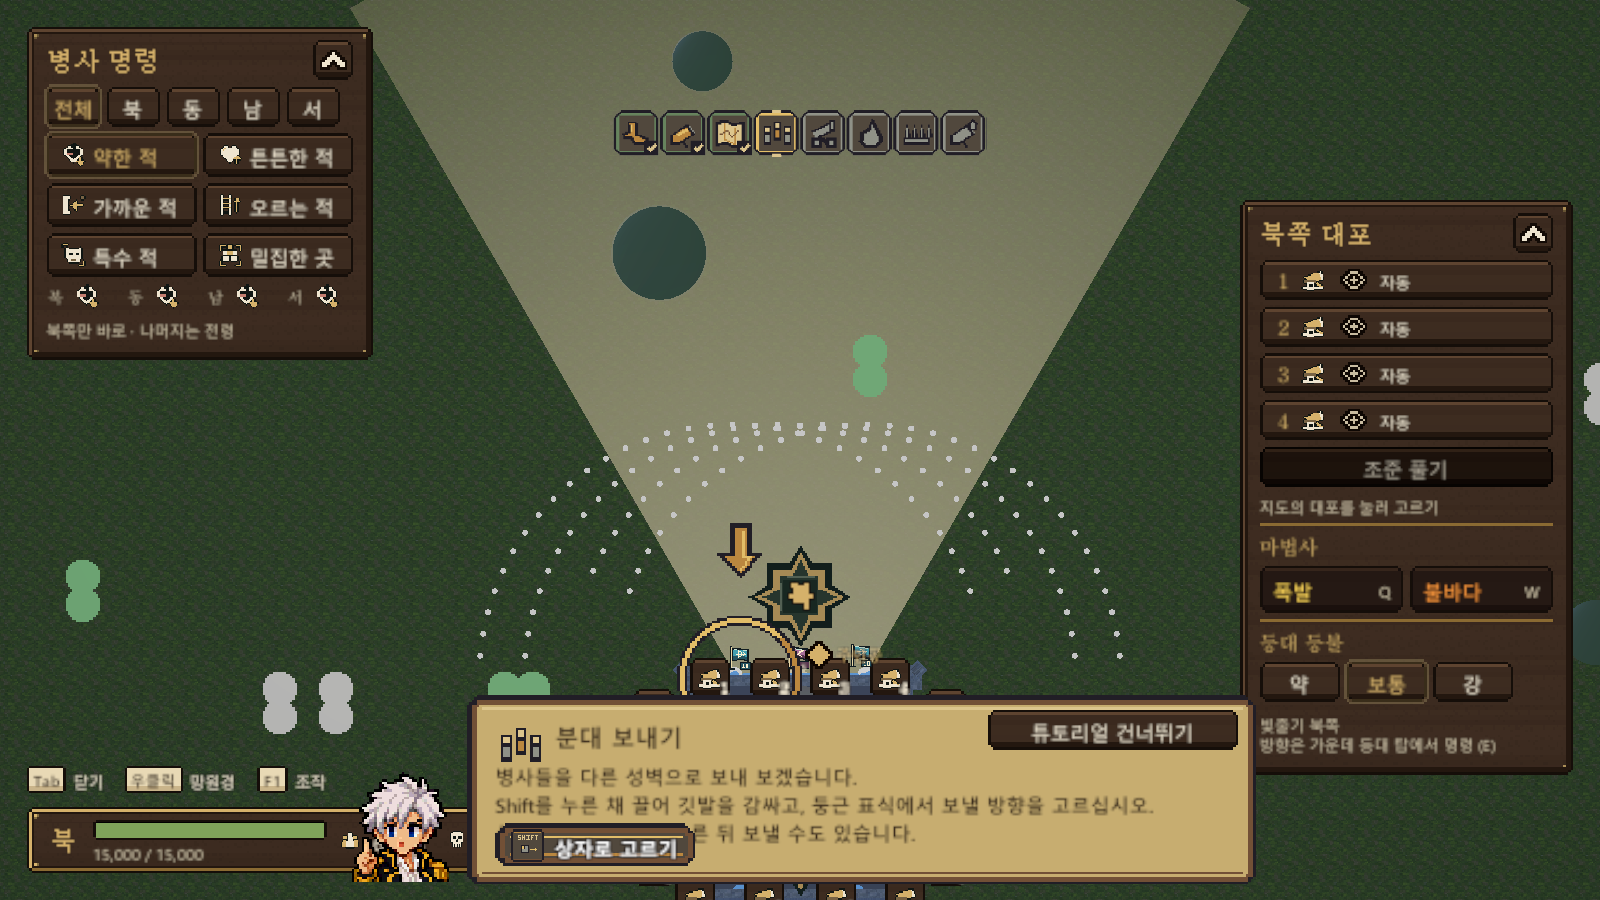 병사 명령
전체 북 동 남 서
약한 적 튼튼한 적
가까운 적 오르는 적
특수 적 밀집한 곳
북 동 남 서
북쪽만 바로 · 나머지는 전령
북쪽 대포
1 자동
2 자동
3 자동
4 자동
조준 풀기
지도의 대포를 눌러 고르기
마법사
폭발 Q 불바다 W
등대 등불
약 보통 강
빛줄기 북쪽
방향은 가운데 등대 탑에서 명령 (E)
분대 보내기
튜토리얼 건너뛰기
병사들을 다른 성벽으로 보내 보겠습니다.
Shift를 누른 채 끌어 깃발을 감싸고, 둥근 표식에서 보낼 방향을 고르십시오.
른 뒤 보낼 수도 있습니다.
SHIFT
상자로 고르기
Tab 닫기 우클릭 망원경 F1 조작
북
15,000 / 15,000